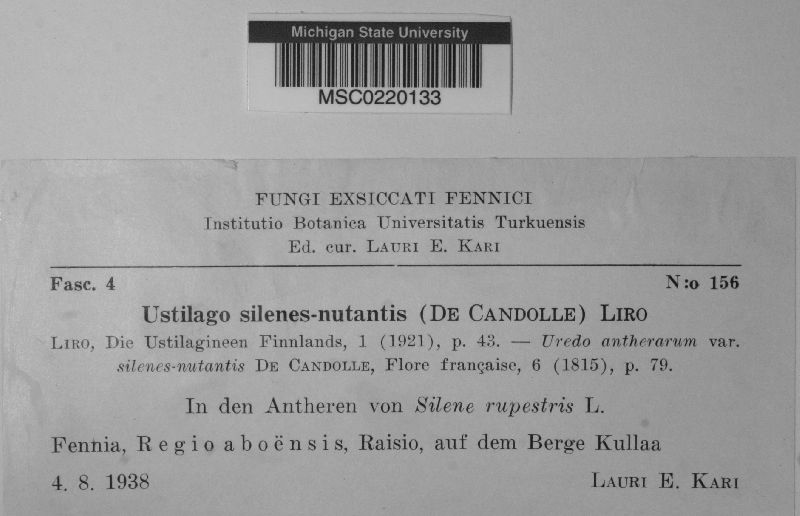 Michigan State University
MSC0220133
FUNGI EXSICCATI FENNICI
Institutio Botanica Universitatis Turkuensis
Ed. cur. LAURI E. KARI
Fasc. 4 N:o 156
Ustilago silenes-nutantis (DE CANDOLLE) LIRO
LIRO, Die Ustilagineen Finnlands, 1 (1921), p. 43. — Uredo antherarum var.
silenes-nutantis DE CANDOLLE, Flore française, 6 (1815), p. 79.
In den Antheren von Silene rupestris L.
Fennia, Regio aboënsis, Raisio, auf dem Berge Kullaa
4. 8. 1938 LAURI E. KARI